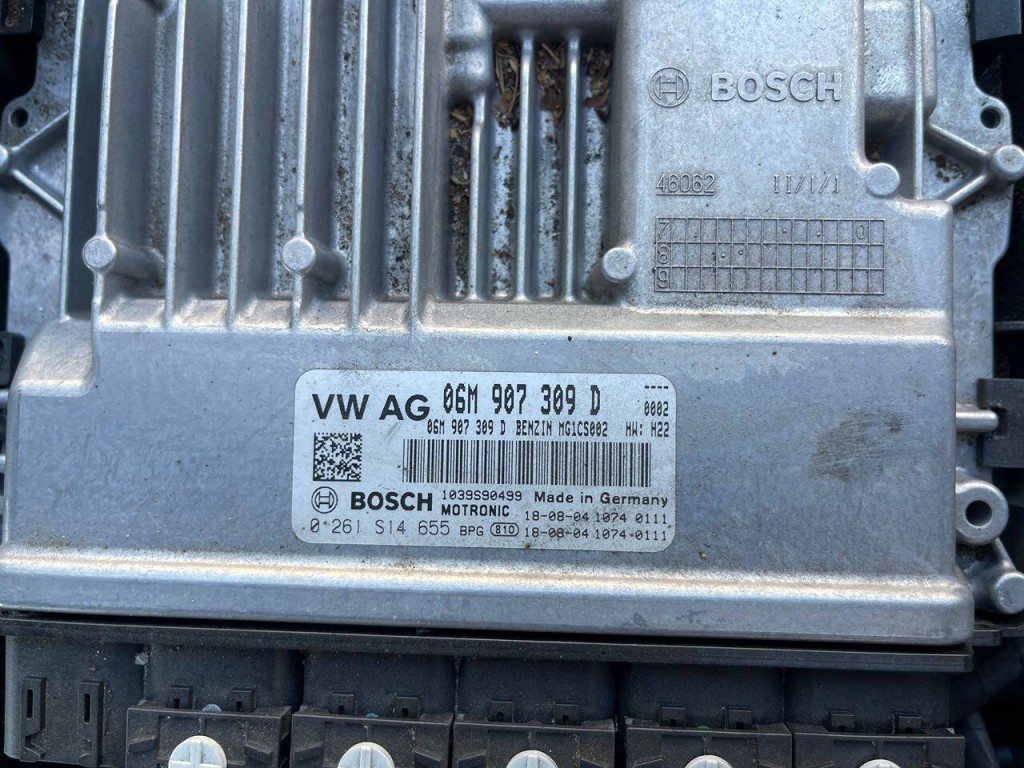 BOSCH
46062 II/1/1
7 0
8
9
VW AG 06M 907 309 D ----
0002
06M 907 309 D BENZIN MG1CS002 HW: H22
BOSCH 1039S90499 Made in Germany
MOTRONIC 18-08-04 1074 0111
0 261 S14 655 BPG 810 18-08-04 1074 0111